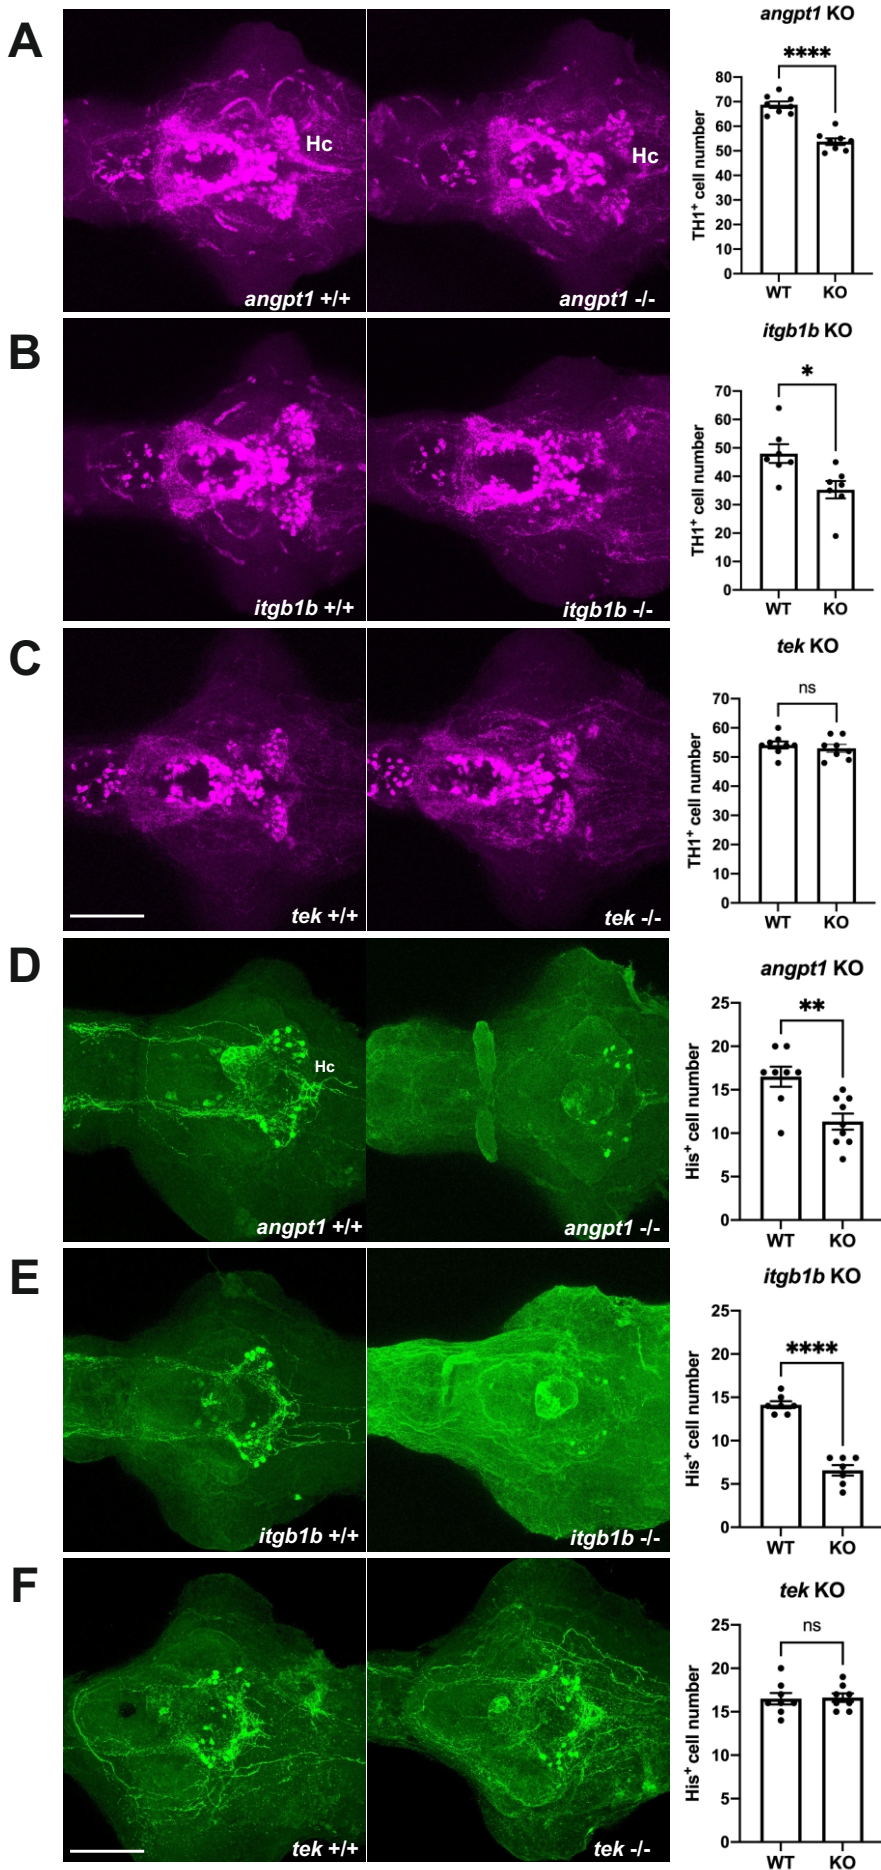 A
Hc
angpt1 +/+
Hc
angpt1 -/-
angpt1 KO
****
TH1⁺ cell number
80
70
60
50
40
30
20
10
0
WT KO
B
itgb1b +/+
itgb1b -/-
itgb1b KO
*
TH1⁺ cell number
70
60
50
40
30
20
10
0
WT KO
C
tek +/+
tek -/-
tek KO
ns
TH1⁺ cell number
70
60
50
40
30
20
10
0
WT KO
D
Hc
angpt1 +/+
angpt1 -/-
angpt1 KO
**
His⁺ cell number
25
20
15
10
5
0
WT KO
E
itgb1b +/+
itgb1b -/-
itgb1b KO
****
His⁺ cell number
25
20
15
10
5
0
WT KO
F
tek +/+
tek -/-
tek KO
ns
His⁺ cell number
25
20
15
10
5
0
WT KO